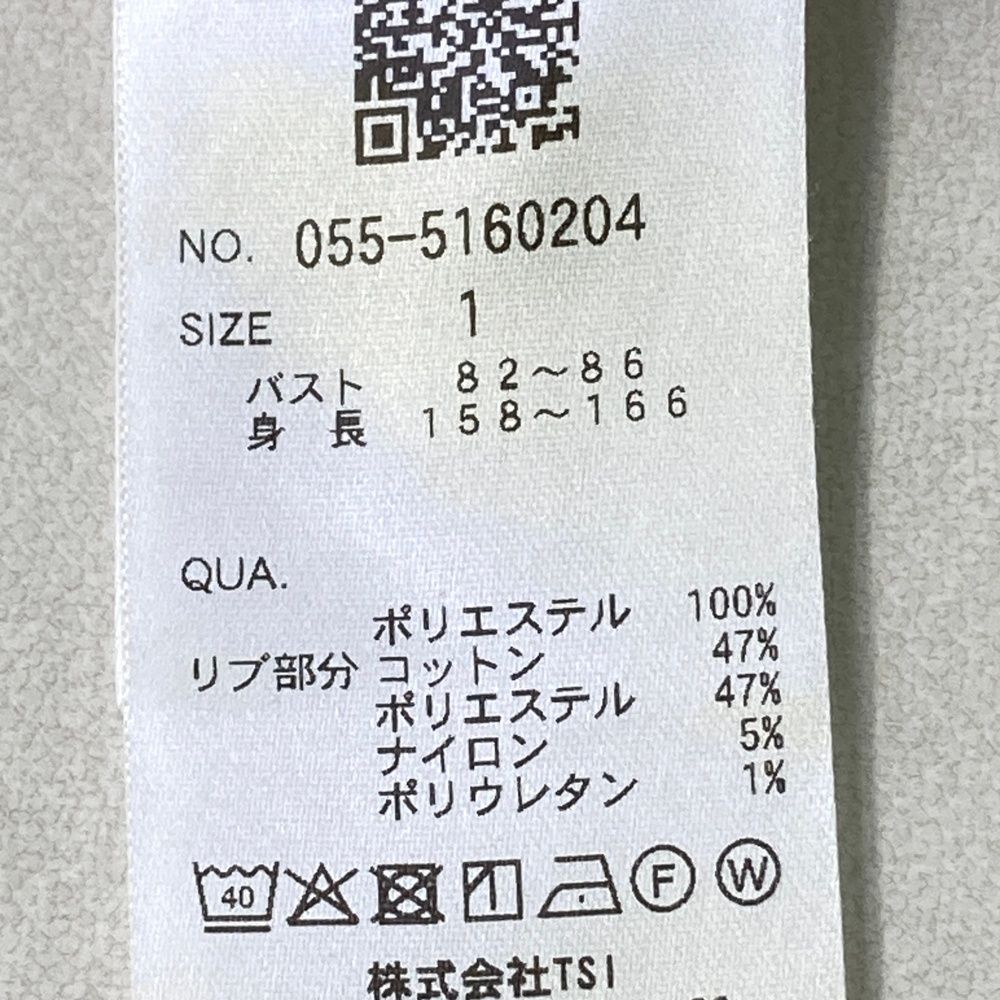 NO. 055-5160204
SIZE 1
バスト 82～86
身長 158～166
QUA.
ポリエステル 100%
リブ部分 コットン 47%
ポリエステル 47%
ナイロン 5%
ポリウレタン 1%
40 F W
株式会社TSI